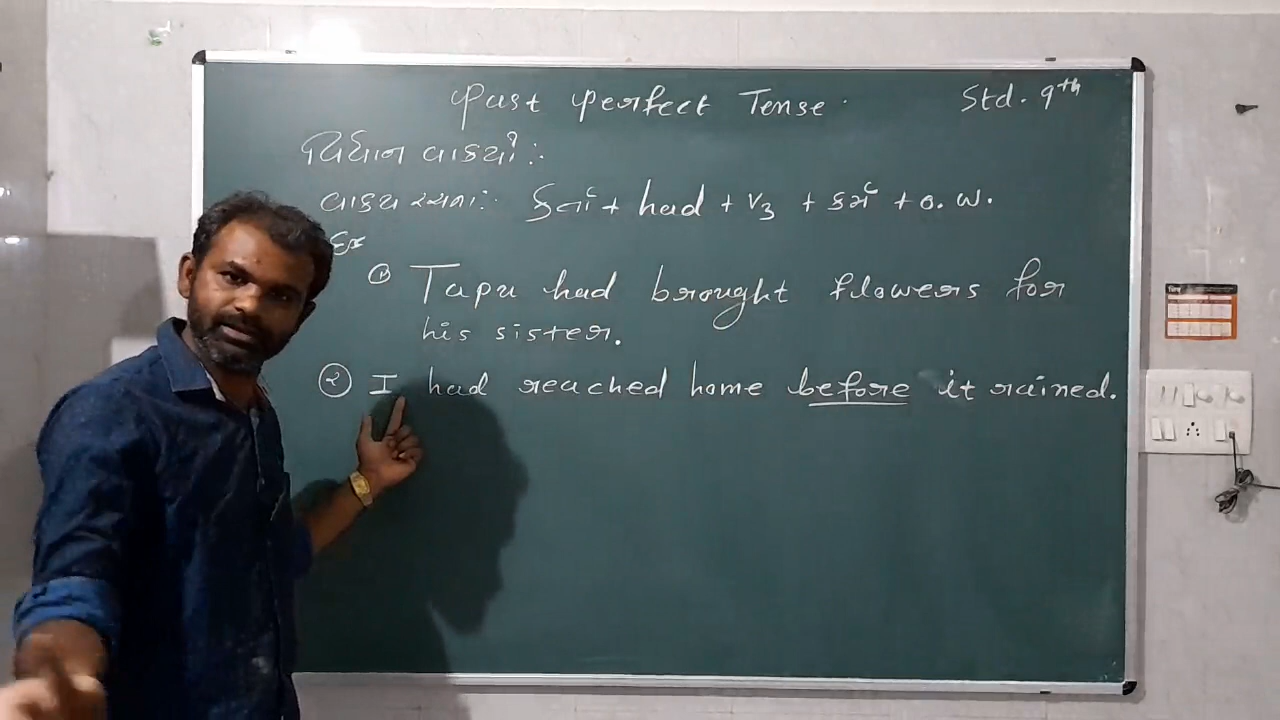 Past Perfect Tense. Std. 9th
વિધાન વાક્યો :.
વાક્ય રચના:. કર્તા + had + V3 + કર્મ + o. w.
Ex
① Tapu had brought flowers for
his sister.
② I had reached home before it rained.